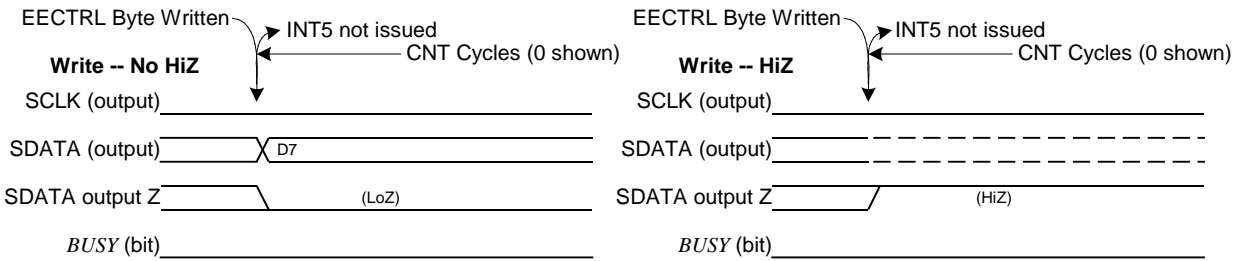 EECTRL Byte Written
INT5 not issued
CNT Cycles (0 shown)
Write -- No HiZ
SCLK (output)
SDATA (output)
D7
SDATA output Z
(LoZ)
BUSY (bit)
EECTRL Byte Written
INT5 not issued
CNT Cycles (0 shown)
Write -- HiZ
SCLK (output)
SDATA (output)
SDATA output Z
(HiZ)
BUSY (bit)